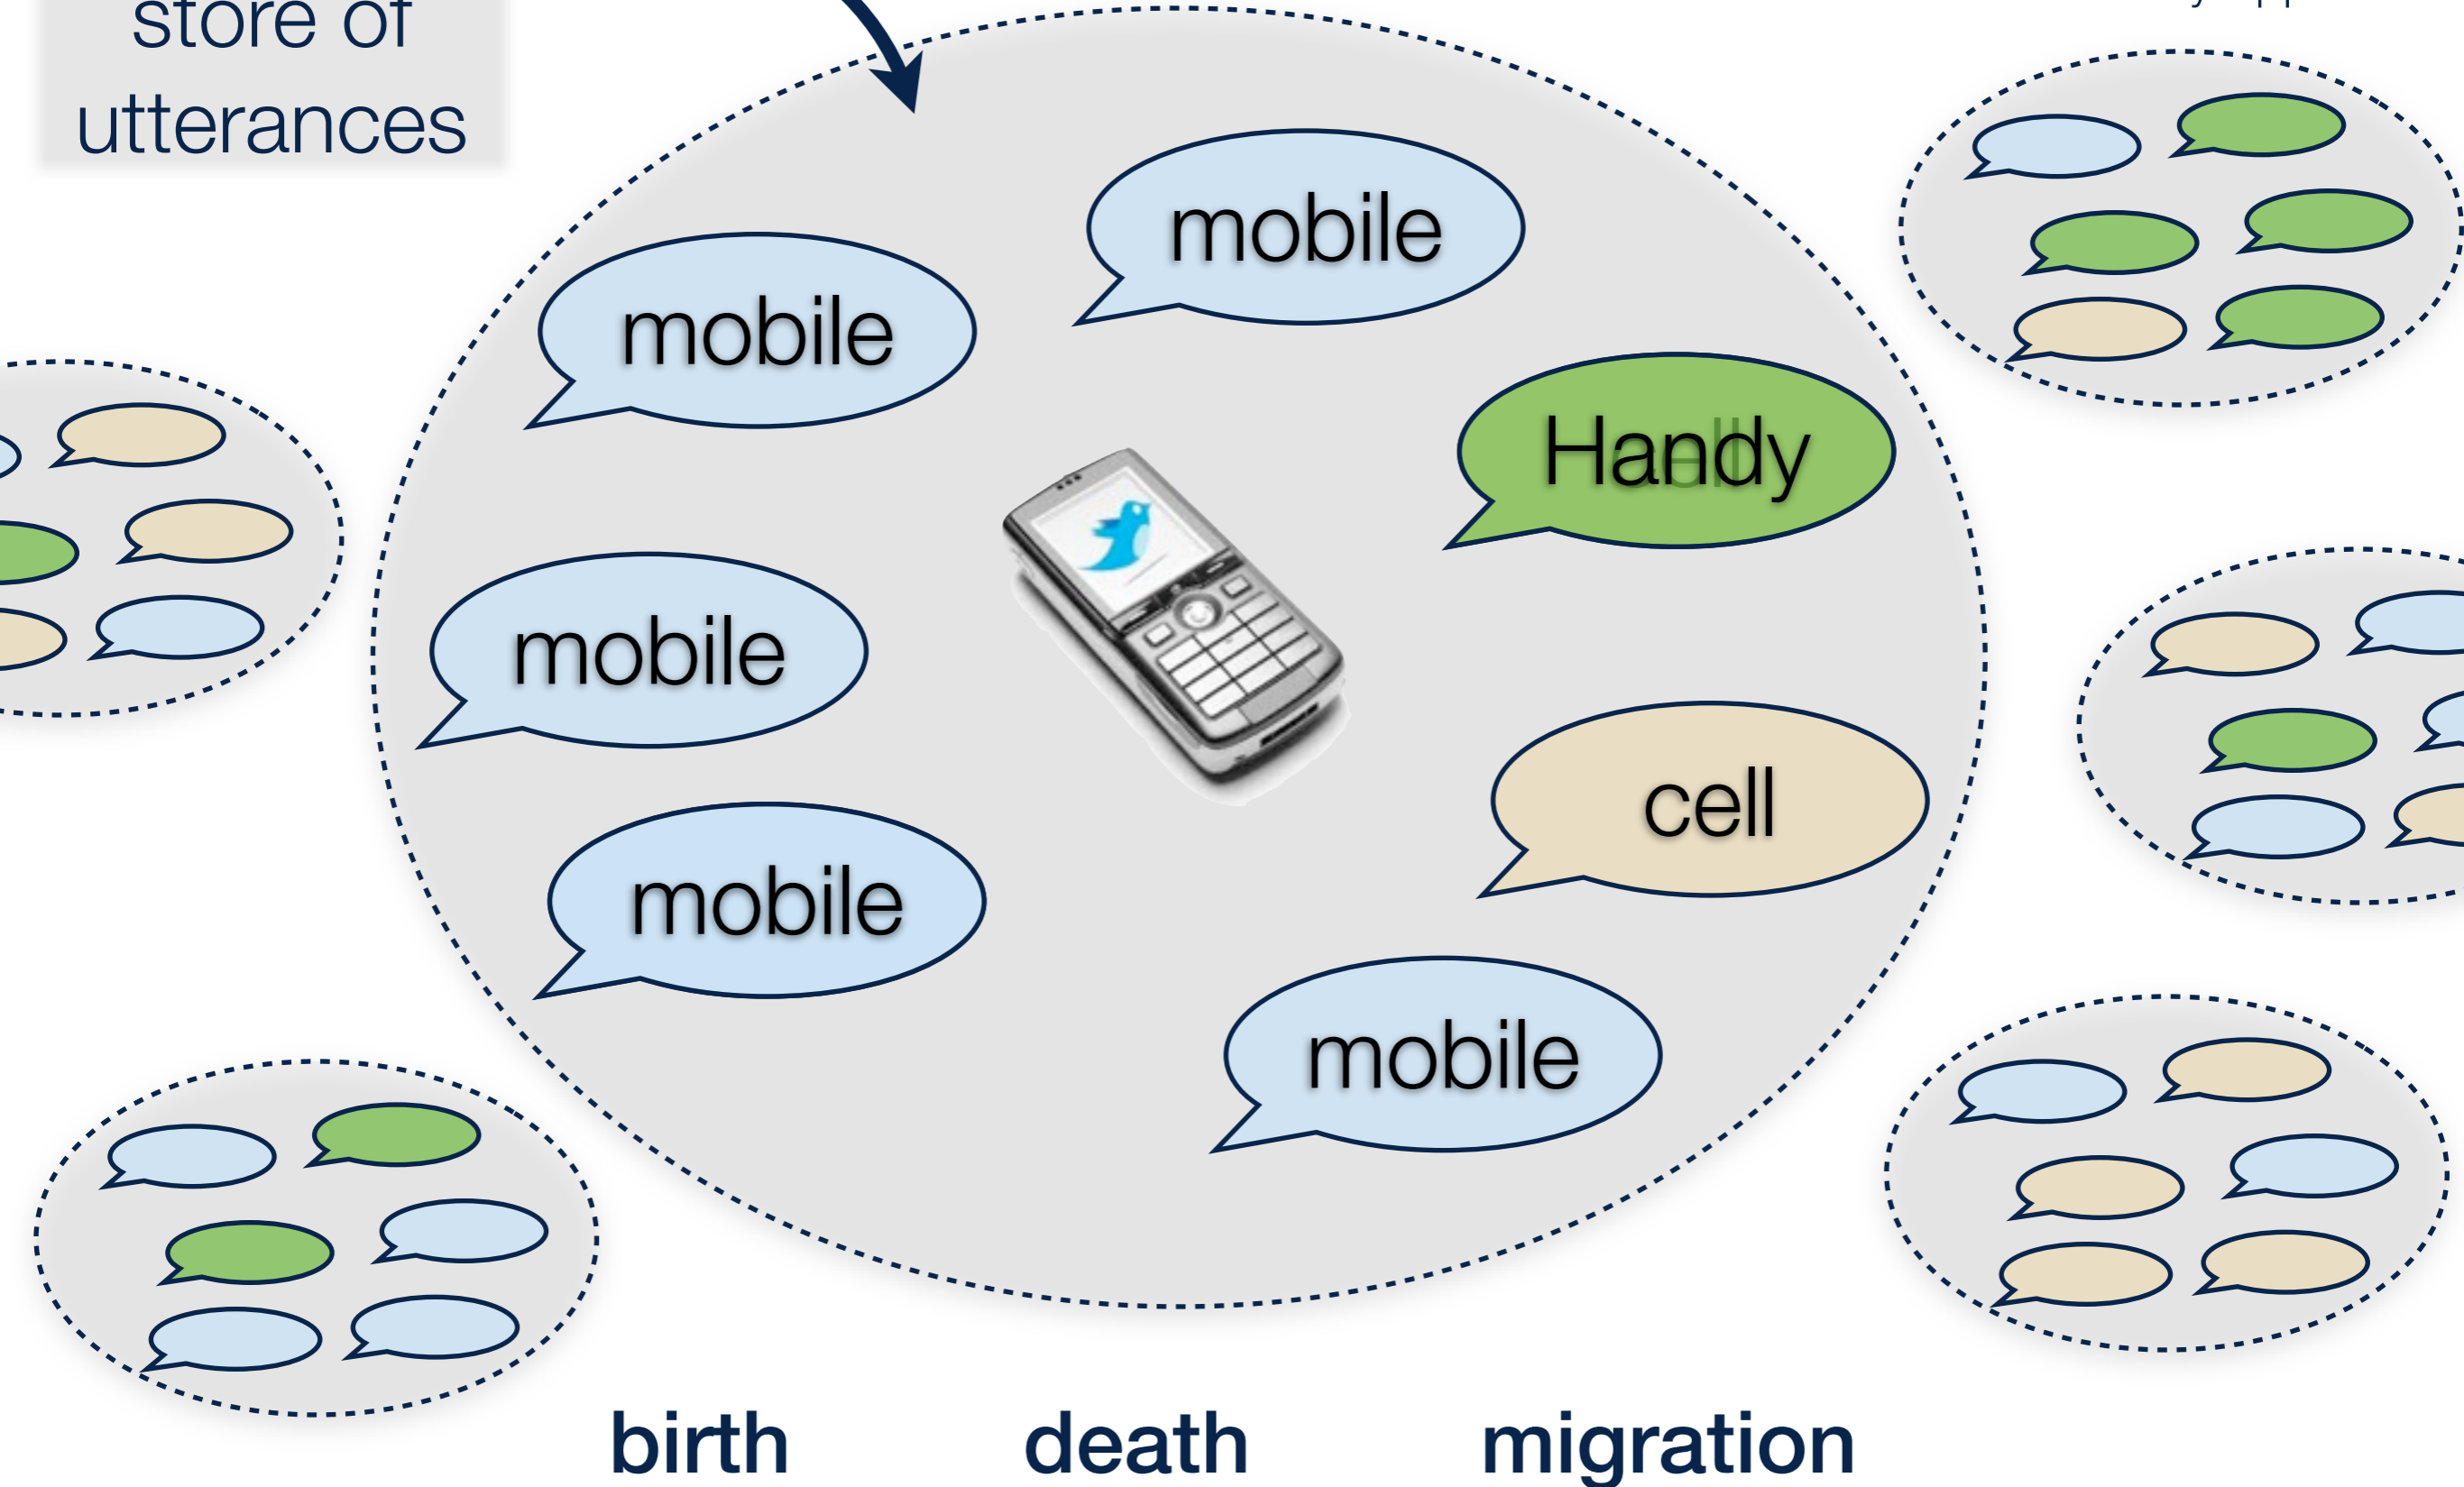 store of
utterances
mobile
mobile
Handy
mobile
cell
mobile
mobile
birth death migration